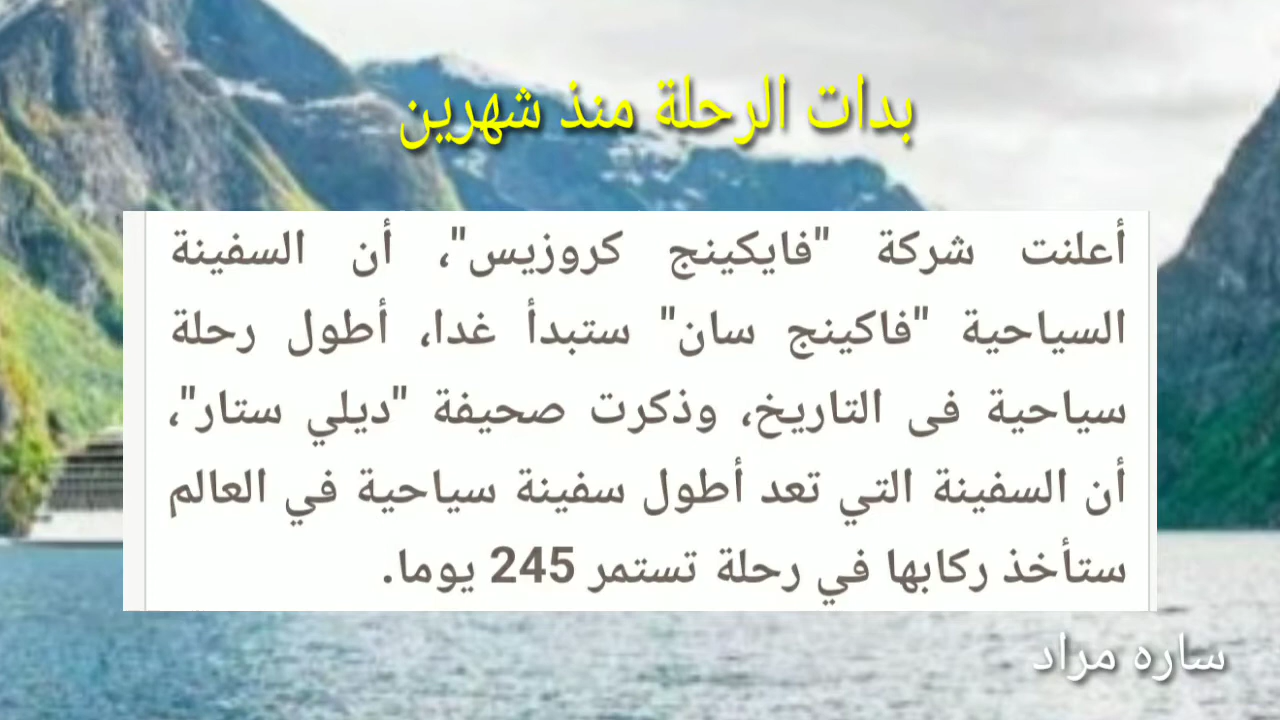 بدات الرحلة منذ شهرين
أعلنت شركة "فايكينج كروزيس"، أن السفينة
السياحية "فاكينج سان" ستبدأ غدا، أطول رحلة
سياحية فى التاريخ، وذكرت صحيفة "ديلي ستار"،
أن السفينة التي تعد أطول سفينة سياحية في العالم
ستأخذ ركابها في رحلة تستمر 245 يوما.
ساره مراد